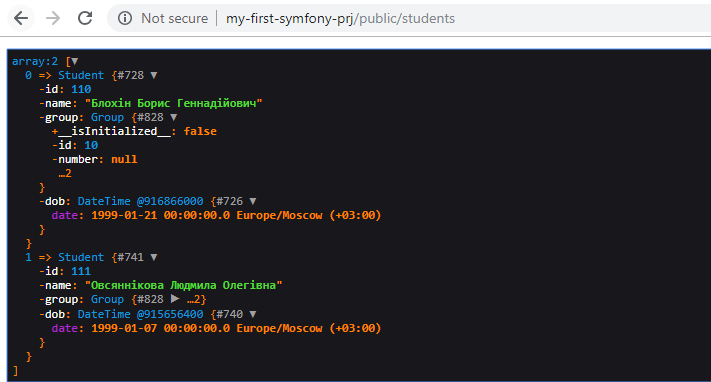 Not secure | my-first-symfony-prj/public/students
array:2 [▼
  0 => Student {#728 ▼
    -id: 110
    -name: "Блохін Борис Геннадійович"
    -group: Group {#828 ▼
      +__isInitialized__: false
      -id: 10
      -number: null
       …2
    }
    -dob: DateTime @916866000 {#726 ▼
      date: 1999-01-21 00:00:00.0 Europe/Moscow (+03:00)
    }
  }
  1 => Student {#741 ▼
    -id: 111
    -name: "Овсяннікова Людмила Олегівна"
    -group: Group {#828 ▶ …2}
    -dob: DateTime @915656400 {#740 ▼
      date: 1999-01-07 00:00:00.0 Europe/Moscow (+03:00)
    }
  }
]